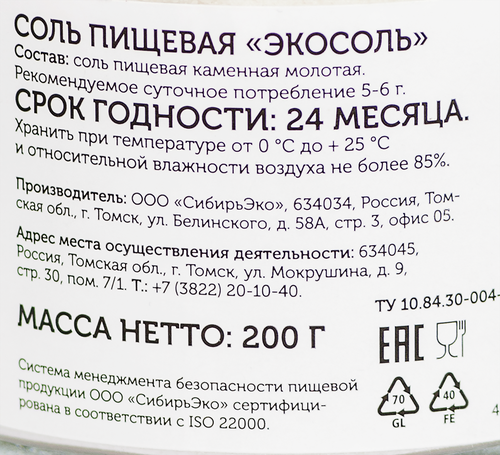 СОЛЬ ПИЩЕВАЯ «ЭКОСОЛЬ»
Состав: соль пищевая каменная молотая.
Рекомендуемое суточное потребление 5-6 г.
СРОК ГОДНОСТИ: 24 МЕСЯЦА.
Хранить при температуре от 0 °C до + 25 °C
и относительной влажности воздуха не более 85%.
Производитель: ООО «СибирьЭко», 634034, Россия, Том-
ская обл., г. Томск, ул. Белинского, д. 58А, стр. 3, офис 05.
Адрес места осуществления деятельности: 634045,
Россия, Томская обл., г. Томск, ул. Мокрушина, д. 9,
стр. 30, пом. 7/1. Т.: +7 (3822) 20-10-40.
ТУ 10.84.30-004-
МАССА НЕТТО: 200 Г
EAC
Система менеджмента безопасности пищевой
продукции ООО «СибирьЭко» сертифици-
рована в соответствии с ISO 22000.
70 40
GL FE
4